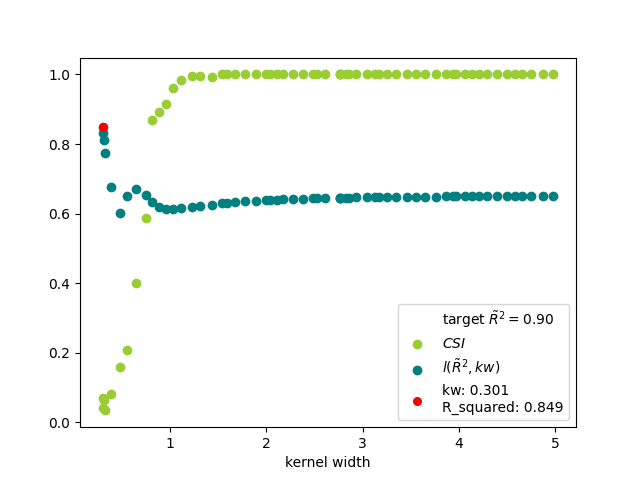 1.0
0.8
0.6
0.4
0.2
0.0
1
2
3
4
5
kernel width
target R̃² = 0.90
CSI
l(R̃², kw)
kw: 0.301
R_squared: 0.849